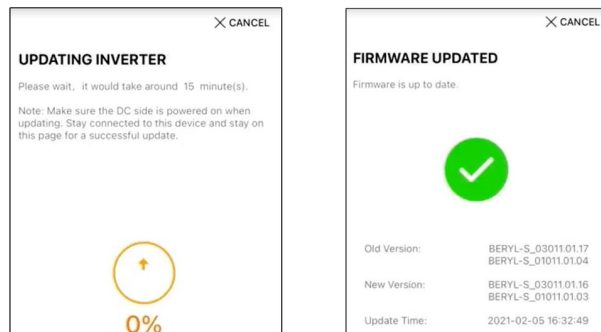 CANCEL
UPDATING INVERTER
Please wait, it would take around 15 minute(s).
Note: Make sure the DC side is powered on when
updating. Stay connected to this device and stay on
this page for a successful update.
0%
CANCEL
FIRMWARE UPDATED
Firmware is up to date.
Old Version: BERYL-S_03011.01.17
BERYL-S_01011.01.04
New Version: BERYL-S_03011.01.16
BERYL-S_01011.01.03
Update Time: 2021-02-05 16:32:49